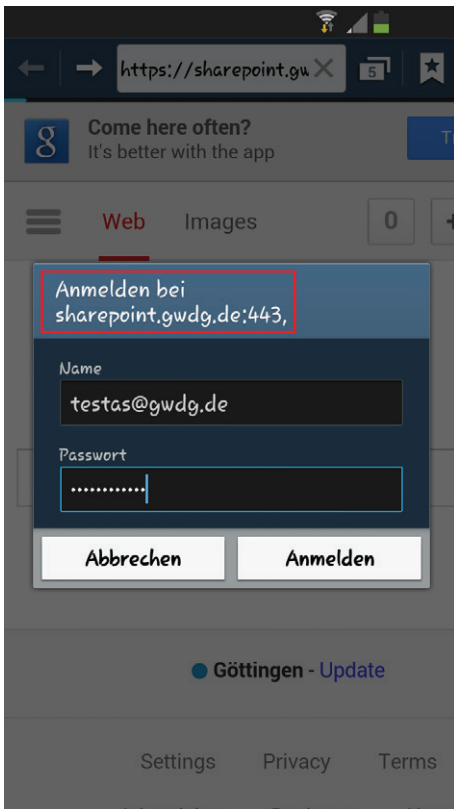 https://sharepoint.gw
5
g
Come here often?
It's better with the app
Web Images 0 +
Anmelden bei
sharepoint.gwdg.de:443,
Name
testas@gwdg.de
Passwort
••••••••••••
Abbrechen Anmelden
Göttingen - Update
Settings Privacy Terms